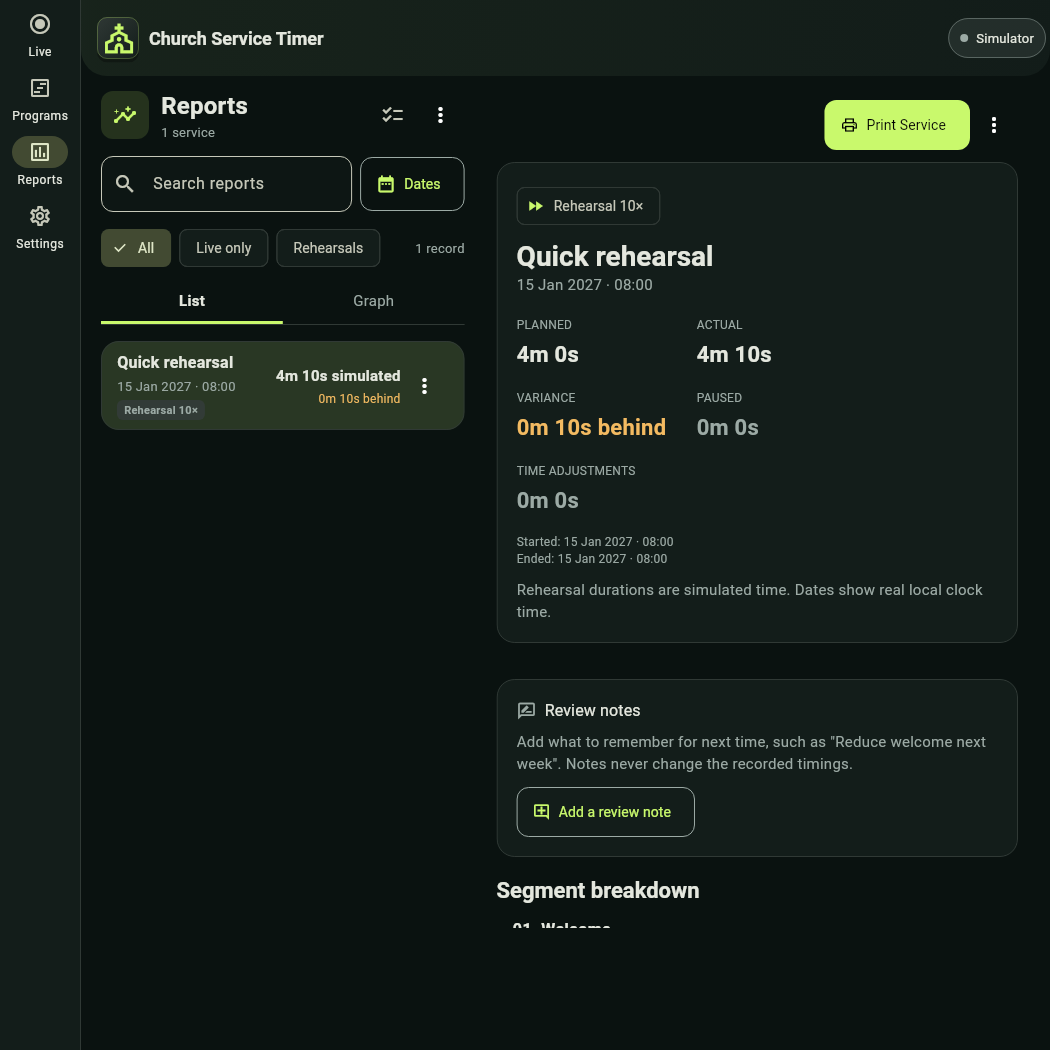 Live
Programs
Reports
Settings
Church Service Timer
Simulator
Reports
1 service
Search reports
Dates
All
Live only
Rehearsals
1 record
List
Graph
Quick rehearsal
15 Jan 2027 · 08:00
Rehearsal 10×
4m 10s simulated
0m 10s behind
Print Service
Rehearsal 10×
Quick rehearsal
15 Jan 2027 · 08:00
PLANNED
4m 0s
ACTUAL
4m 10s
VARIANCE
0m 10s behind
PAUSED
0m 0s
TIME ADJUSTMENTS
0m 0s
Started: 15 Jan 2027 · 08:00
Ended: 15 Jan 2027 · 08:00
Rehearsal durations are simulated time. Dates show real local clock
time.
Review notes
Add what to remember for next time, such as "Reduce welcome next
week". Notes never change the recorded timings.
Add a review note
Segment breakdown
01 Welcome